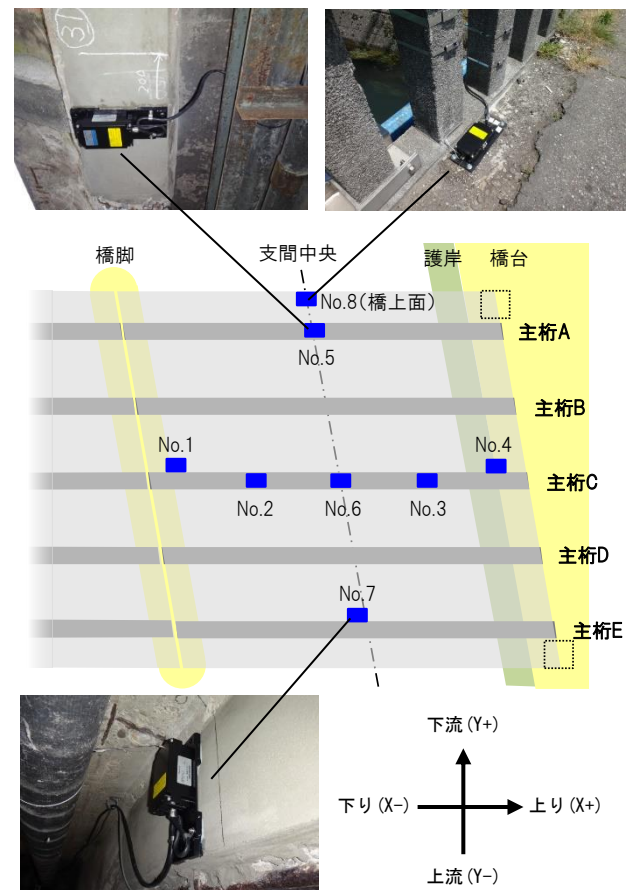 31
200
橋脚
支間中央
護岸
橋台
No.8(橋上面)
主桁A
No.5
主桁B
No.1
No.4
主桁C
No.2
No.6
No.3
主桁D
No.7
主桁E
下流(Y+)
下り(X-)
上り(X+)
上流(Y-)